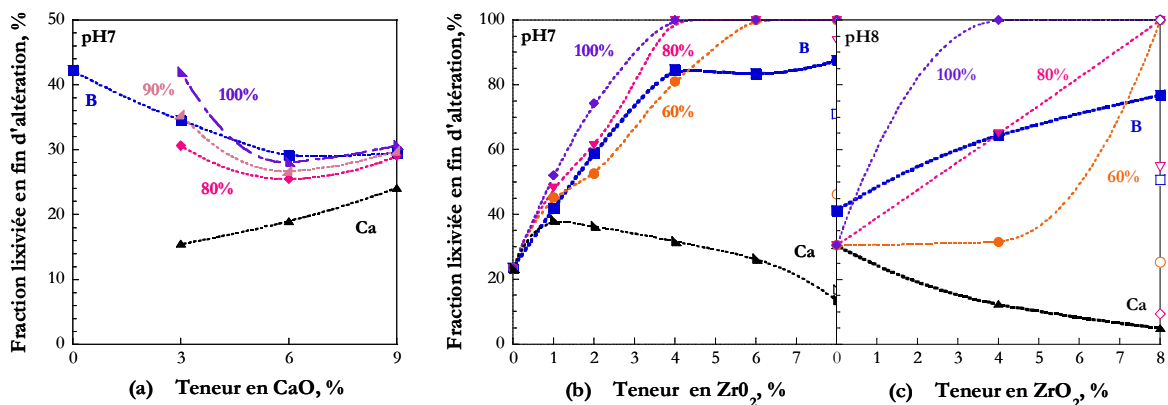 Fraction lixiviée en fin d'altération, %
50
40
30
20
10
0
pH7
B
90%
100%
80%
Ca
0 3 6 9
(a) Teneur en CaO, %
Fraction lixiviée en fin d'altération,%
100
80
60
40
20
0
pH7
100%
80%
B
60%
Ca
0 1 2 3 4 5 6 7
(b) Teneur en Zr02, %
pH8
100%
80%
B
60%
Ca
0 1 2 3 4 5 6 7 8
(c) Teneur en ZrO2, %